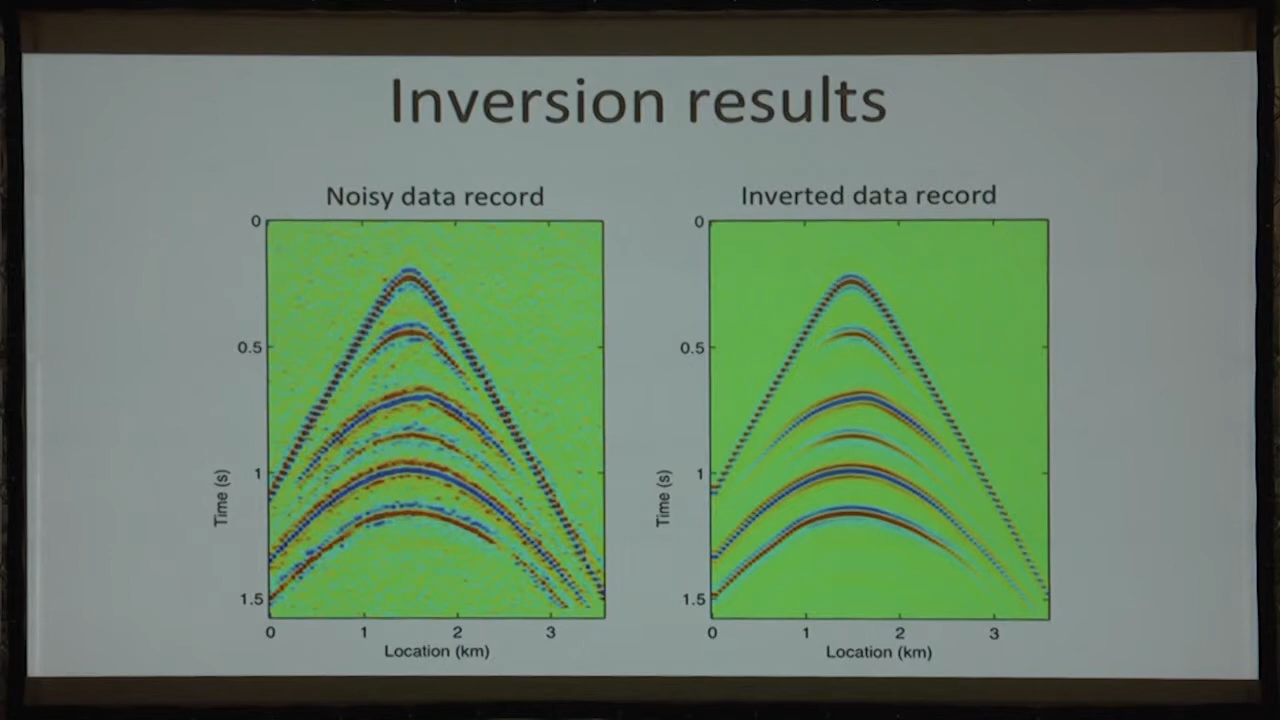 Inversion results
Noisy data record
Inverted data record
0
0.5
1
1.5
Time (s)
0
1
2
3
Location (km)
0
0.5
1
1.5
Time (s)
0
1
2
3
Location (km)